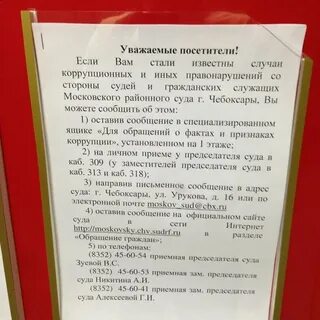 Уважаемые посетители!
Если Вам стали известны случаи
коррупционных и иных правонарушений со
стороны судей и гражданских служащих
Московского районного суда г. Чебоксары, Вы
можете сообщить об этом:
1) оставив сообщение в специализированном
ящике «Для обращений о фактах и признаках
коррупции», установленном на 1 этаже;
2) на личном приеме у председателя суда в
каб. 309 (у заместителей председателя суда в
каб. 313 и каб. 318);
3) направив письменное сообщение в адрес
суда: г. Чебоксары, ул. Урукова, д. 16 или по
электронной почте moskov_sud@cbx.ru
4) оставив сообщение на официальном сайте
суда в сети Интернет
http://moskovsky.chv.sudrf.ru в разделе
«Обращение граждан»;
5) по телефонам:
(8352) 45-60-54 приемная председателя суда
Зуевой В.С.
(8352) 45-60-53 приемная зам. председателя
суда Никитина А.И.
(8352) 45-60-41 приемная зам. председателя
суда Алексеевой Г.И.